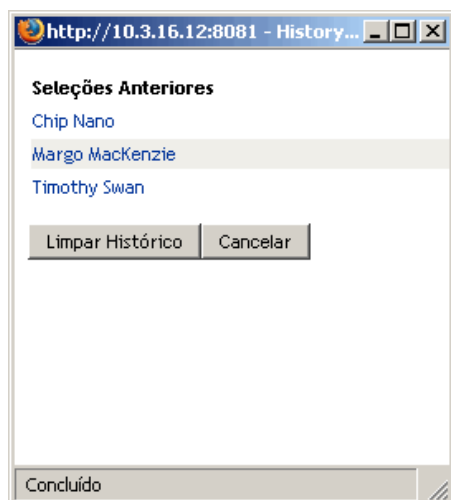 http://10.3.16.12:8081 - History...
Seleções Anteriores
Chip Nano
Margo MacKenzie
Timothy Swan
Limpar Histórico Cancelar
Concluído